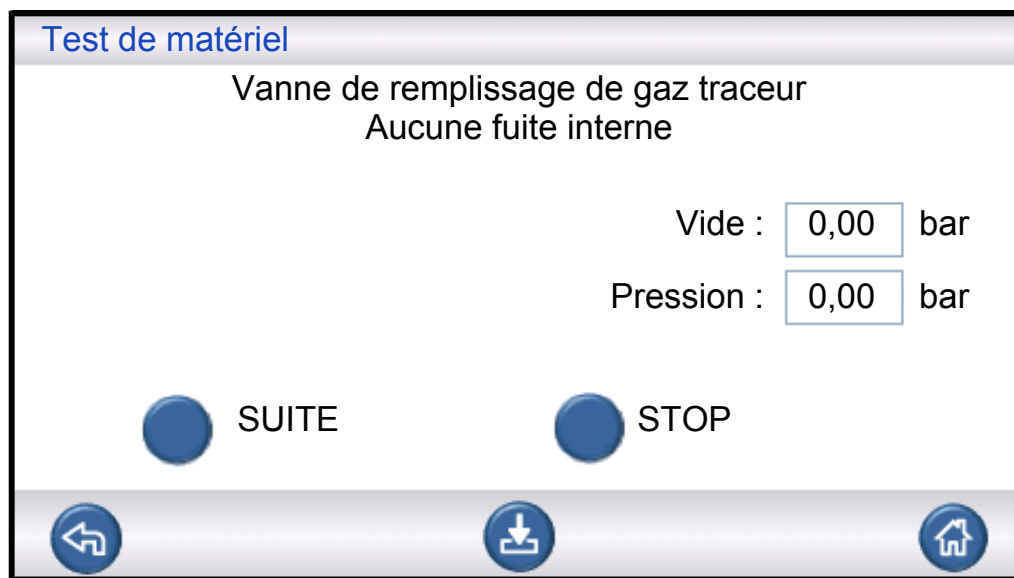 Test de matériel
Vanne de remplissage de gaz traceur
Aucune fuite interne
Vide : 0,00 bar
Pression : 0,00 bar
SUITE STOP